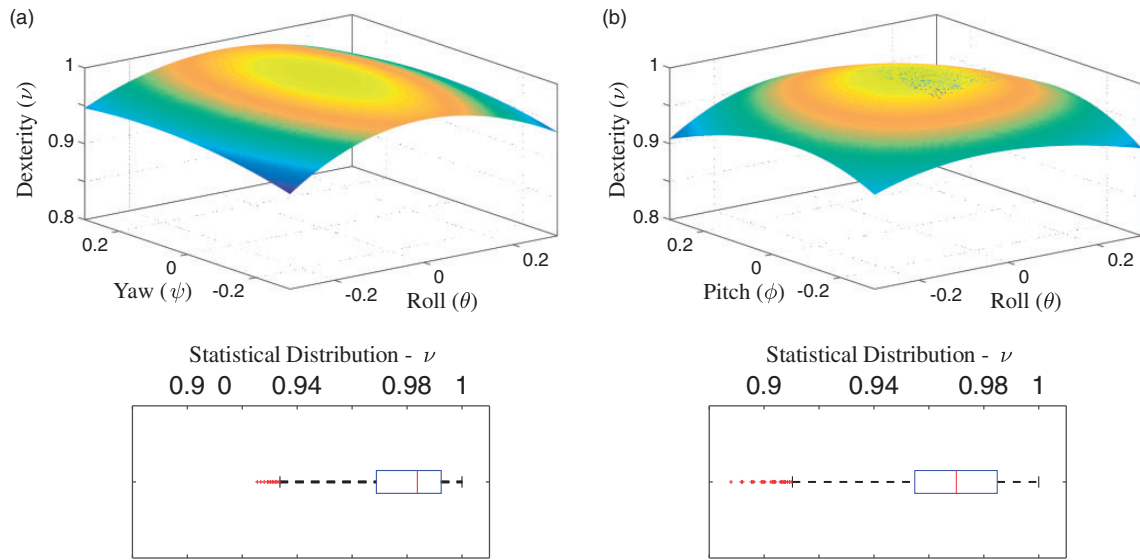 (a)
1
0.9
0.8
Dexterity (ν)
0.2
0
-0.2
Yaw (ψ)
-0.2
0
0.2
Roll (θ)
Statistical Distribution - ν
0.9 0 0.94 0.98 1
(b)
1
0.9
0.8
Dexterity (ν)
0.2
0
-0.2
Pitch (ϕ)
-0.2
0
0.2
Roll (θ)
Statistical Distribution - ν
0.9 0.94 0.98 1